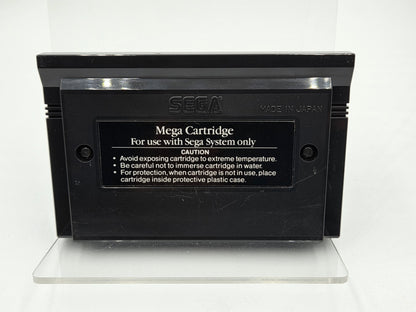 SEGA
MADE IN JAPAN
Mega Cartridge
For use with Sega System only
CAUTION
• Avoid exposing cartridge to extreme temperature.
• Be careful not to immerse cartridge in water.
• For protection, when cartridge is not in use, place
cartridge inside protective plastic case.